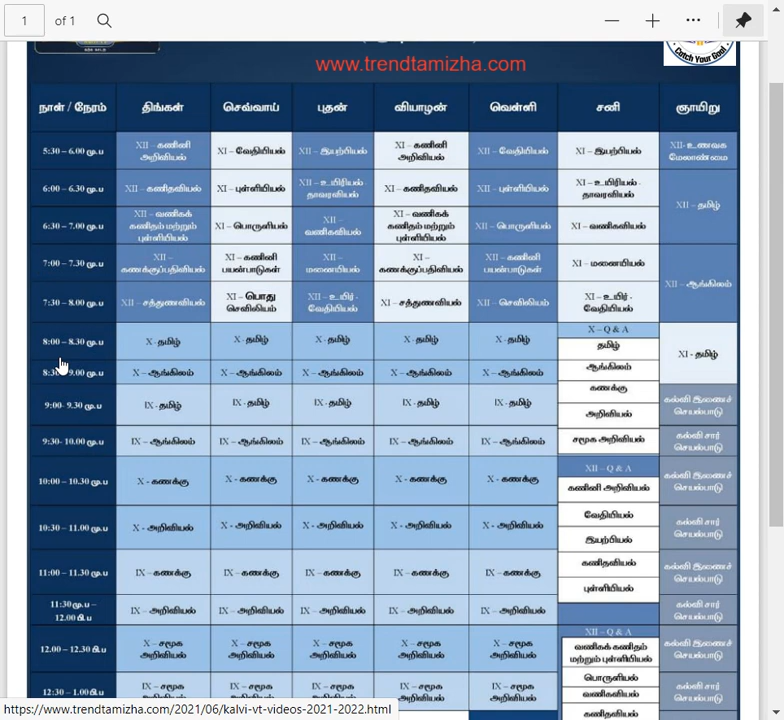 1 of 1
www.trendtamizha.com
Catch Your Goal
நாள் / நேரம் திங்கள் செவ்வாய் புதன் வியாழன் வெள்ளி சனி ஞாயிறு
5:30 – 6.00 மு.ப XII – கணினி அறிவியல் XI – வேதியியல் XII – இயற்பியல் XI – கணினி அறிவியல் XII – வேதியியல் XI – இயற்பியல் XII- உணவக மேலாண்மை
6:00 – 6.30 மு.ப XII – கணிதவியல் XI – புள்ளியியல் XII – உயிரியல் - தாவரவியல் XI – கணிதவியல் XII – புள்ளியியல் XI – உயிரியல் - தாவரவியல் XII – தமிழ்
6:30 – 7.00 மு.ப XII – வணிகக் கணிதம் மற்றும் புள்ளியியல் XI – பொருளியல் XII – வணிகவியல் XI – வணிகக் கணிதம் மற்றும் புள்ளியியல் XII – பொருளியல் XI – வணிகவியல்
7:00 – 7.30 மு.ப XII – கணக்குப்பதிவியல் XI – கணினி பயன்பாடுகள் XII – மனையியல் XI – கணக்குப்பதிவியல் XII – கணினி பயன்பாடுகள் XI – மனையியல் XII – ஆங்கிலம்
7:30 – 8.00 மு.ப XII – சத்துணவியல் XI – பொது செவிலியம் XII – உயிர் - வேதியியல் XI – சத்துணவியல் XII – செவிலியம் XI – உயிர் - வேதியியல்
8:00 – 8.30 மு.ப X - தமிழ் X - தமிழ் X - தமிழ் X - தமிழ் X - தமிழ் X – Q & A தமிழ் XI - தமிழ்
9.00 மு.ப X – ஆங்கிலம் X – ஆங்கிலம் X – ஆங்கிலம் X – ஆங்கிலம் X – ஆங்கிலம் ஆங்கிலம்
9:00- 9.30 மு.ப IX - தமிழ் IX - தமிழ் IX - தமிழ் IX - தமிழ் IX - தமிழ் கணக்கு அறிவியல் கல்வி இணைச் செயல்பாடு
9:30- 10.00 மு.ப IX – ஆங்கிலம் IX – ஆங்கிலம் IX – ஆங்கிலம் IX – ஆங்கிலம் IX – ஆங்கிலம் சமூக அறிவியல் கல்வி சார் செயல்பாடு
10:00 – 10.30 மு.ப X - கணக்கு X - கணக்கு X - கணக்கு X - கணக்கு X - கணக்கு XII – Q & A கணினி அறிவியல் கல்வி இணைச் செயல்பாடு
10:30 – 11.00 மு.ப X - அறிவியல் X - அறிவியல் X - அறிவியல் X - அறிவியல் X - அறிவியல் வேதியியல் இயற்பியல் கல்வி சார் செயல்பாடு
11:00 – 11.30 மு.ப IX – கணக்கு IX – கணக்கு IX – கணக்கு IX – கணக்கு IX – கணக்கு கணிதவியல் புள்ளியியல் கல்வி இணைச் செயல்பாடு
11:30 மு.ப – 12.00 பி.ப IX – அறிவியல் IX – அறிவியல் IX – அறிவியல் IX – அறிவியல் IX – அறிவியல் கல்வி சார் செயல்பாடு
12.00 – 12.30 பி.ப X – சமூக அறிவியல் X – சமூக அறிவியல் X – சமூக அறிவியல் X – சமூக அறிவியல் X – சமூக அறிவியல் XII – Q & A வணிகக் கணிதம் மற்றும் புள்ளியியல் கல்வி இணைச் செயல்பாடு
12:30 – 1.00 பி.ப IX – சமூக அறிவியல் IX – சமூக அறிவியல் IX – சமூக அறிவியல் IX – சமூக அறிவியல் IX – சமூக அறிவியல் பொருளியல் வணிகவியல் கணிதவியல் கல்வி சார் செயல்பாடு
https://www.trendtamizha.com/2021/06/kalvi-vt-videos-2021-2022.html